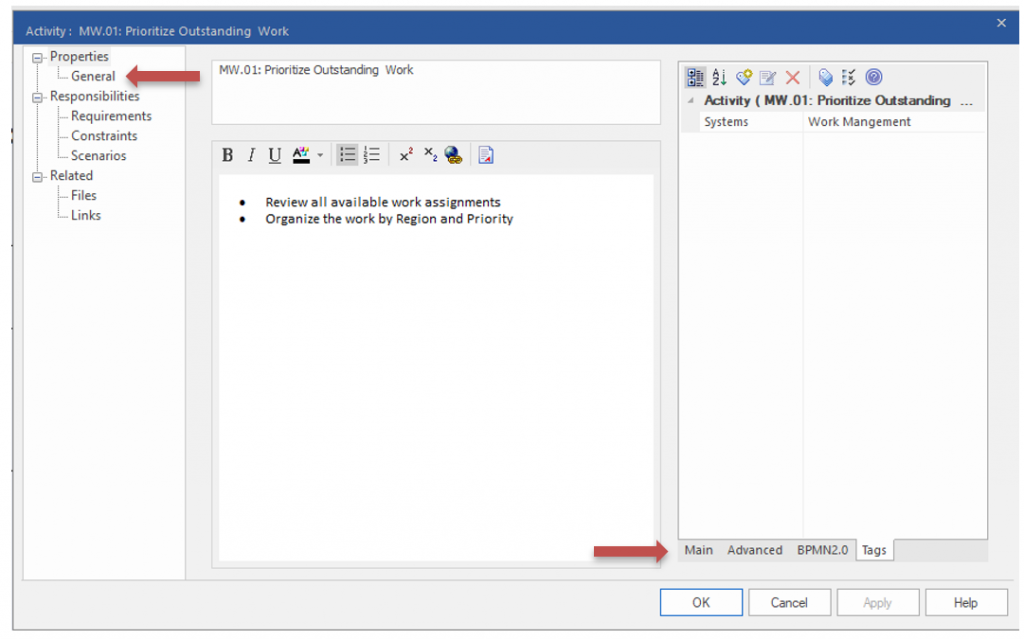 Activity : MW.01: Prioritize Outstanding Work
Properties
General
Responsibilities
Requirements
Constraints
Scenarios
Related
Files
Links
MW.01: Prioritize Outstanding Work
B I U A x² x₂
• Review all available work assignments
• Organize the work by Region and Priority
Activity ( MW.01: Prioritize Outstanding ...
Systems Work Mangement
Main Advanced BPMN2.0 Tags
OK Cancel Apply Help